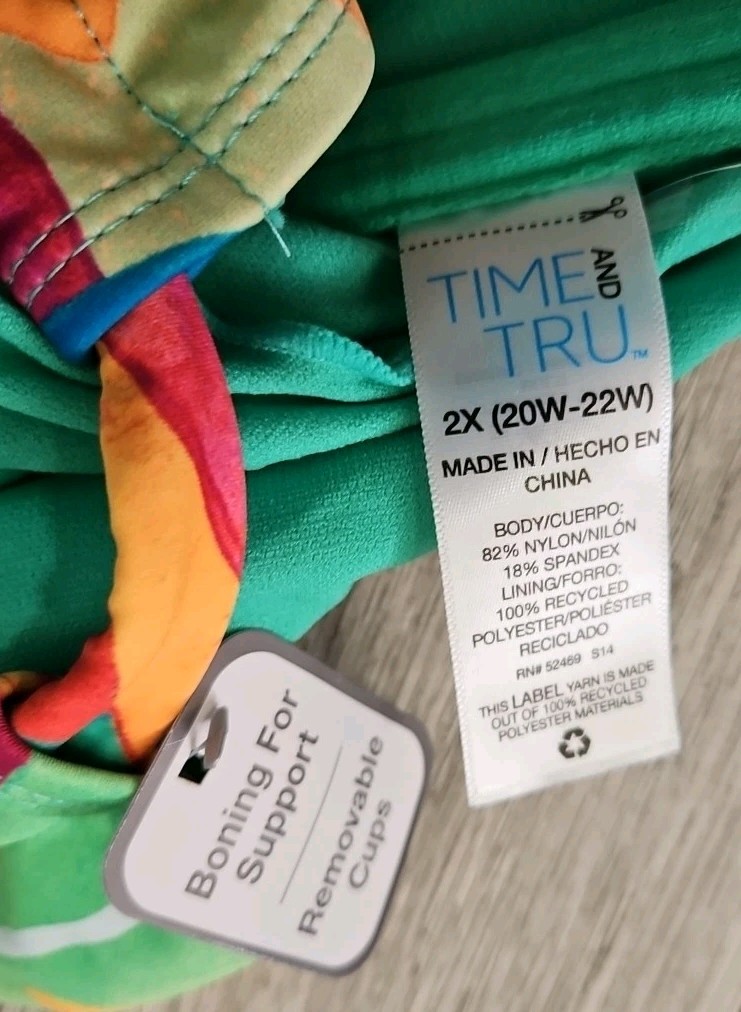 TIME AND
TRU™
2X (20W-22W)
MADE IN / HECHO EN
CHINA
BODY/CUERPO:
82% NYLON/NILÓN
18% SPANDEX
LINING/FORRO:
100% RECYCLED
POLYESTER/POLIÉSTER
RECICLADO
RN# 52469 S14
THIS LABEL YARN IS MADE
OUT OF 100% RECYCLED
POLYESTER MATERIALS
Boning For
Support
Removable
Cups